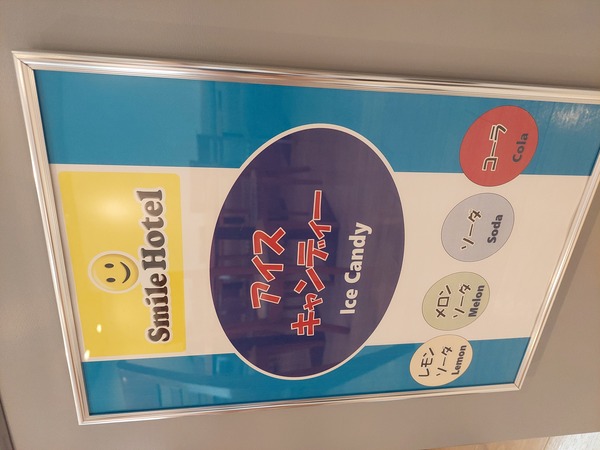 Smile Hotel
アイス
キャンディー
Ice Candy
レモン
ソーダ
Lemon
メロン
ソーダ
Melon
ソーダ
Soda
コーラ
Cola